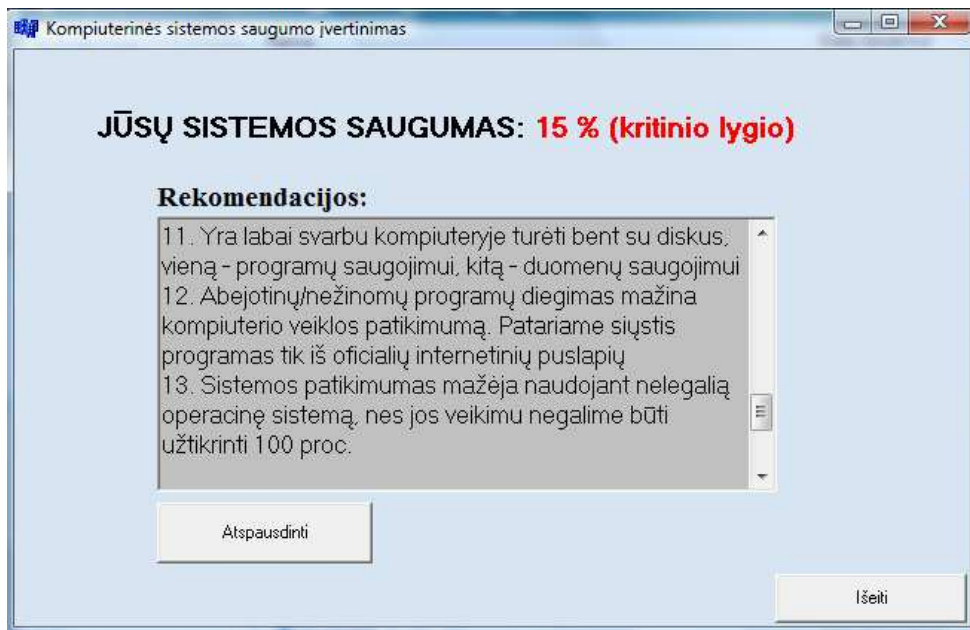 Kompiuterinės sistemos saugumo įvertinimas
JŪSŲ SISTEMOS SAUGUMAS: 15 % (kritinio lygio)
Rekomendacijos:
11. Yra labai svarbu kompiuteryje turėti bent su diskus,
vieną - programų saugojimui, kitą - duomenų saugojimui
12. Abejotinų/nežinomų programų diegimas mažina
kompiuterio veiklos patikimumą. Patariame siųstis
programas tik iš oficialių internetinių puslapių
13. Sistemos patikimumas mažėja naudojant nelegalią
operacinę sistemą, nes jos veikimu negalime būti
užtikrinti 100 proc.
Atspausdinti
Išeiti